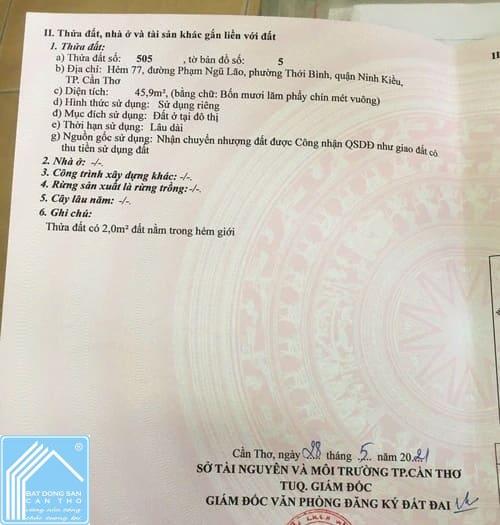 II. Thửa đất, nhà ở và tài sản khác gắn liền với đất
1. Thửa đất:
a) Thửa đất số: 505 , tờ bản đồ số: 5
b) Địa chỉ: Hẻm 77, đường Phạm Ngũ Lão, phường Thới Bình, quận Ninh Kiều,
TP. Cần Thơ
c) Diện tích: 45,9m², (bằng chữ: Bốn mươi lăm phẩy chín mét vuông)
d) Hình thức sử dụng: Sử dụng riêng
đ) Mục đích sử dụng: Đất ở tại đô thị
e) Thời hạn sử dụng: Lâu dài
g) Nguồn gốc sử dụng: Nhận chuyển nhượng đất được Công nhận QSDĐ như giao đất có
thu tiền sử dụng đất
2. Nhà ở: -/-.
3. Công trình xây dựng khác: -/-.
4. Rừng sản xuất là rừng trồng: -/-.
5. Cây lâu năm: -/-.
6. Ghi chú:
Thửa đất có 2,0m² đất nằm trong hẻm giới
Cần Thơ, ngày 28 tháng 5 năm 2021
SỞ TÀI NGUYÊN VÀ MÔI TRƯỜNG TP.CẦN THƠ
TUQ. GIÁM ĐỐC
GIÁM ĐỐC VĂN PHÒNG ĐĂNG KÝ ĐẤT ĐAI
BAT DONG SAN
CAN THO